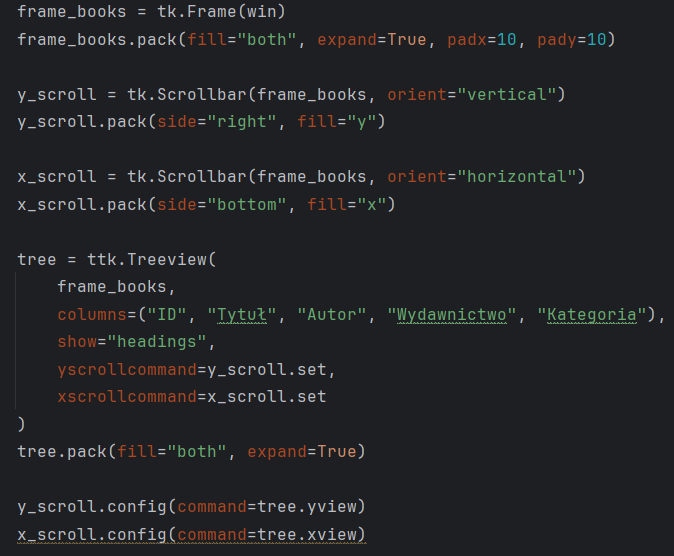 frame_books = tk.Frame(win)
frame_books.pack(fill="both", expand=True, padx=10, pady=10)

y_scroll = tk.Scrollbar(frame_books, orient="vertical")
y_scroll.pack(side="right", fill="y")

x_scroll = tk.Scrollbar(frame_books, orient="horizontal")
x_scroll.pack(side="bottom", fill="x")

tree = ttk.Treeview(
    frame_books,
    columns=("ID", "Tytuł", "Autor", "Wydawnictwo", "Kategoria"),
    show="headings",
    yscrollcommand=y_scroll.set,
    xscrollcommand=x_scroll.set
)
tree.pack(fill="both", expand=True)

y_scroll.config(command=tree.yview)
x_scroll.config(command=tree.xview)